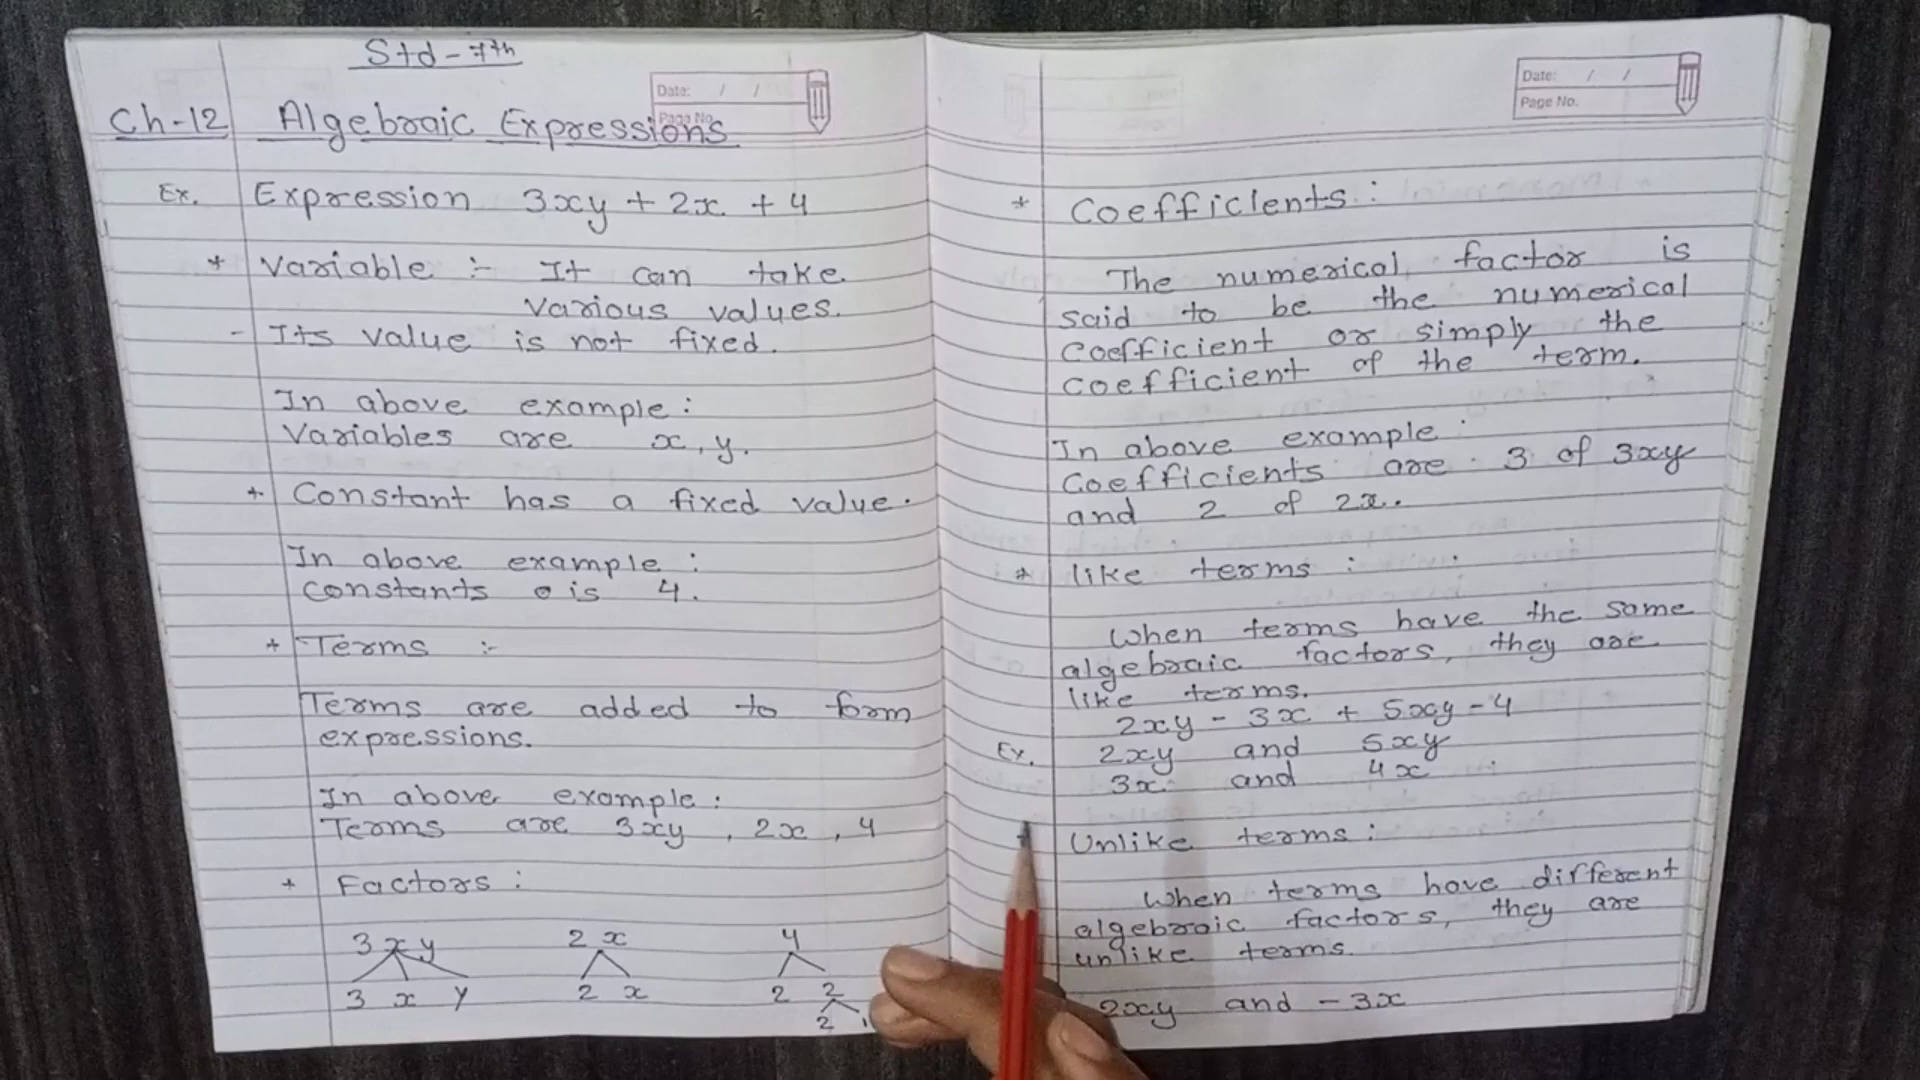 Std-7th
Date: / /
Page No.
Ch-12 Algebraic Expressions
Ex. Expression 3xy + 2x + 4
* Variable :- It can take
various values.
- Its value is not fixed.
In above example:
Variables are x, y.
* Constant has a fixed value.
In above example:
Constants is 4.
* Terms :-
Terms are added to form
expressions.
In above example:
Terms are 3xy, 2x, 4
* Factors:
3xy 2x 4
3 x y 2 x 2 2
2 1
Date: / /
Page No.
* Coefficients:
The numerical factor is
said to be the numerical
coefficient or simply the
coefficient of the term.
In above example
Coefficients are 3 of 3xy
and 2 of 2x.
* like terms :
When terms have the same
algebraic factors, they are
like terms.
2xy - 3x + 5xy - 4
Ex. 2xy and 5xy
3x and 4x
Unlike terms :
When terms have different
algebraic factors, they are
unlike terms.
2xy and - 3x